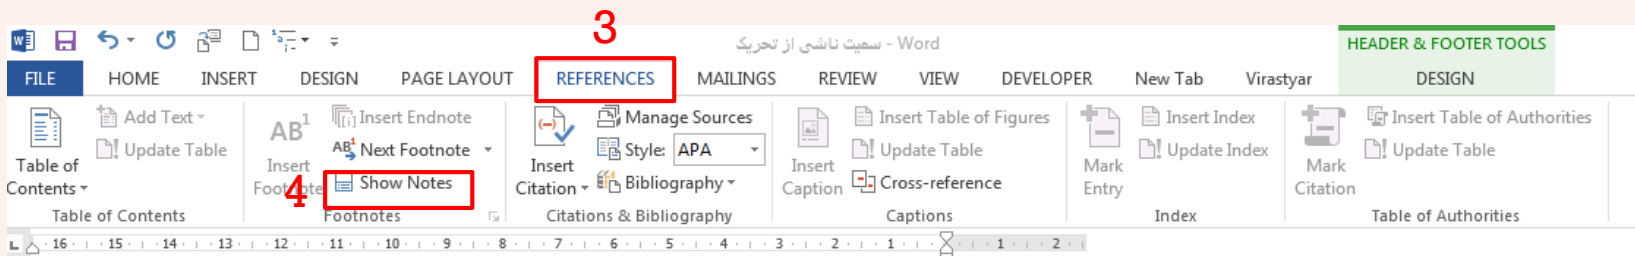 3
سمیت ناشی از تحریک - Word
HEADER & FOOTER TOOLS
FILE HOME INSERT DESIGN PAGE LAYOUT REFERENCES MAILINGS REVIEW VIEW DEVELOPER New Tab Virastyar DESIGN
Add Text AB1 Insert Endnote Manage Sources Insert Table of Figures Insert Index Insert Table of Authorities
Update Table AB1 Next Footnote Style: APA Update Table Update Index Update Table
Table of Contents Insert Footnote Show Notes Insert Citation Bibliography Insert Caption Cross-reference Mark Entry Mark Citation
4
Table of Contents Footnotes Citations & Bibliography Captions Index Table of Authorities
L 16 15 14 13 12 11 10 9 8 7 6 5 4 3 2 1 1 2